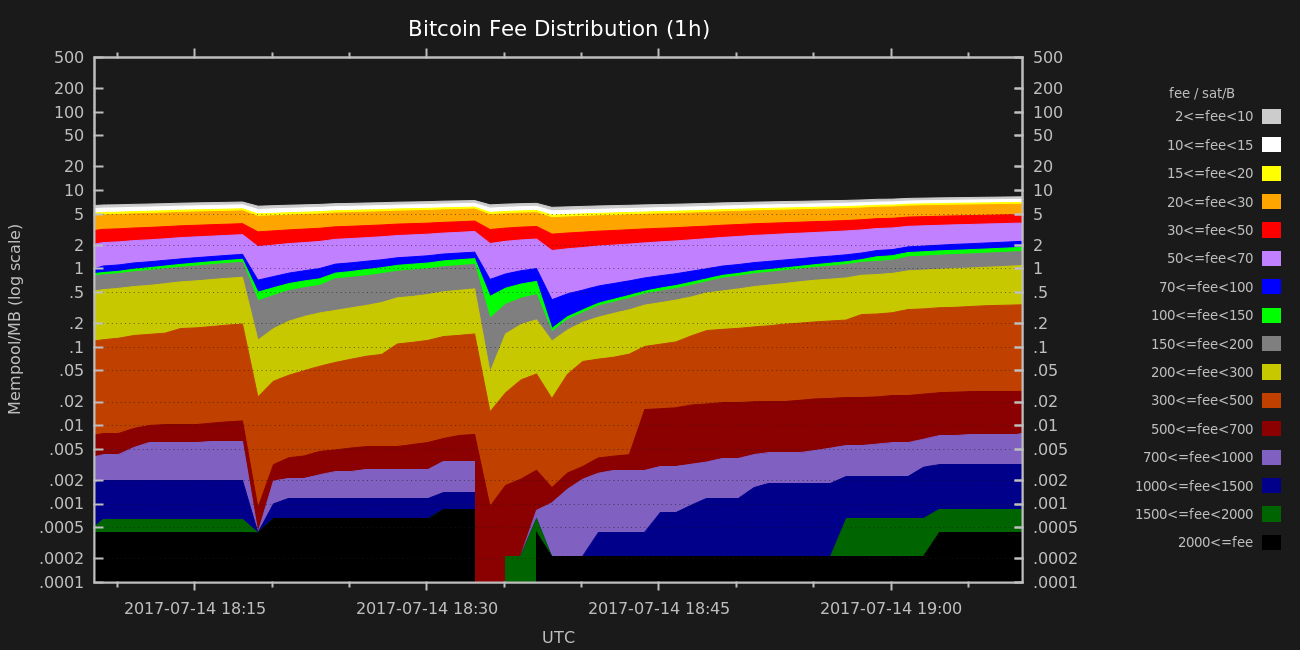 Bitcoin Fee Distribution (1h)
500
200
100
50
20
10
5
2
1
.5
.2
.1
.05
.02
.01
.005
.002
.001
.0005
.0002
.0001
Mempool/MB (log scale)
500
200
100
50
20
10
5
2
1
.5
.2
.1
.05
.02
.01
.005
.002
.001
.0005
.0002
.0001
2017-07-14 18:15
2017-07-14 18:30
2017-07-14 18:45
2017-07-14 19:00
UTC
fee / sat/B
2<=fee<10
10<=fee<15
15<=fee<20
20<=fee<30
30<=fee<50
50<=fee<70
70<=fee<100
100<=fee<150
150<=fee<200
200<=fee<300
300<=fee<500
500<=fee<700
700<=fee<1000
1000<=fee<1500
1500<=fee<2000
2000<=fee